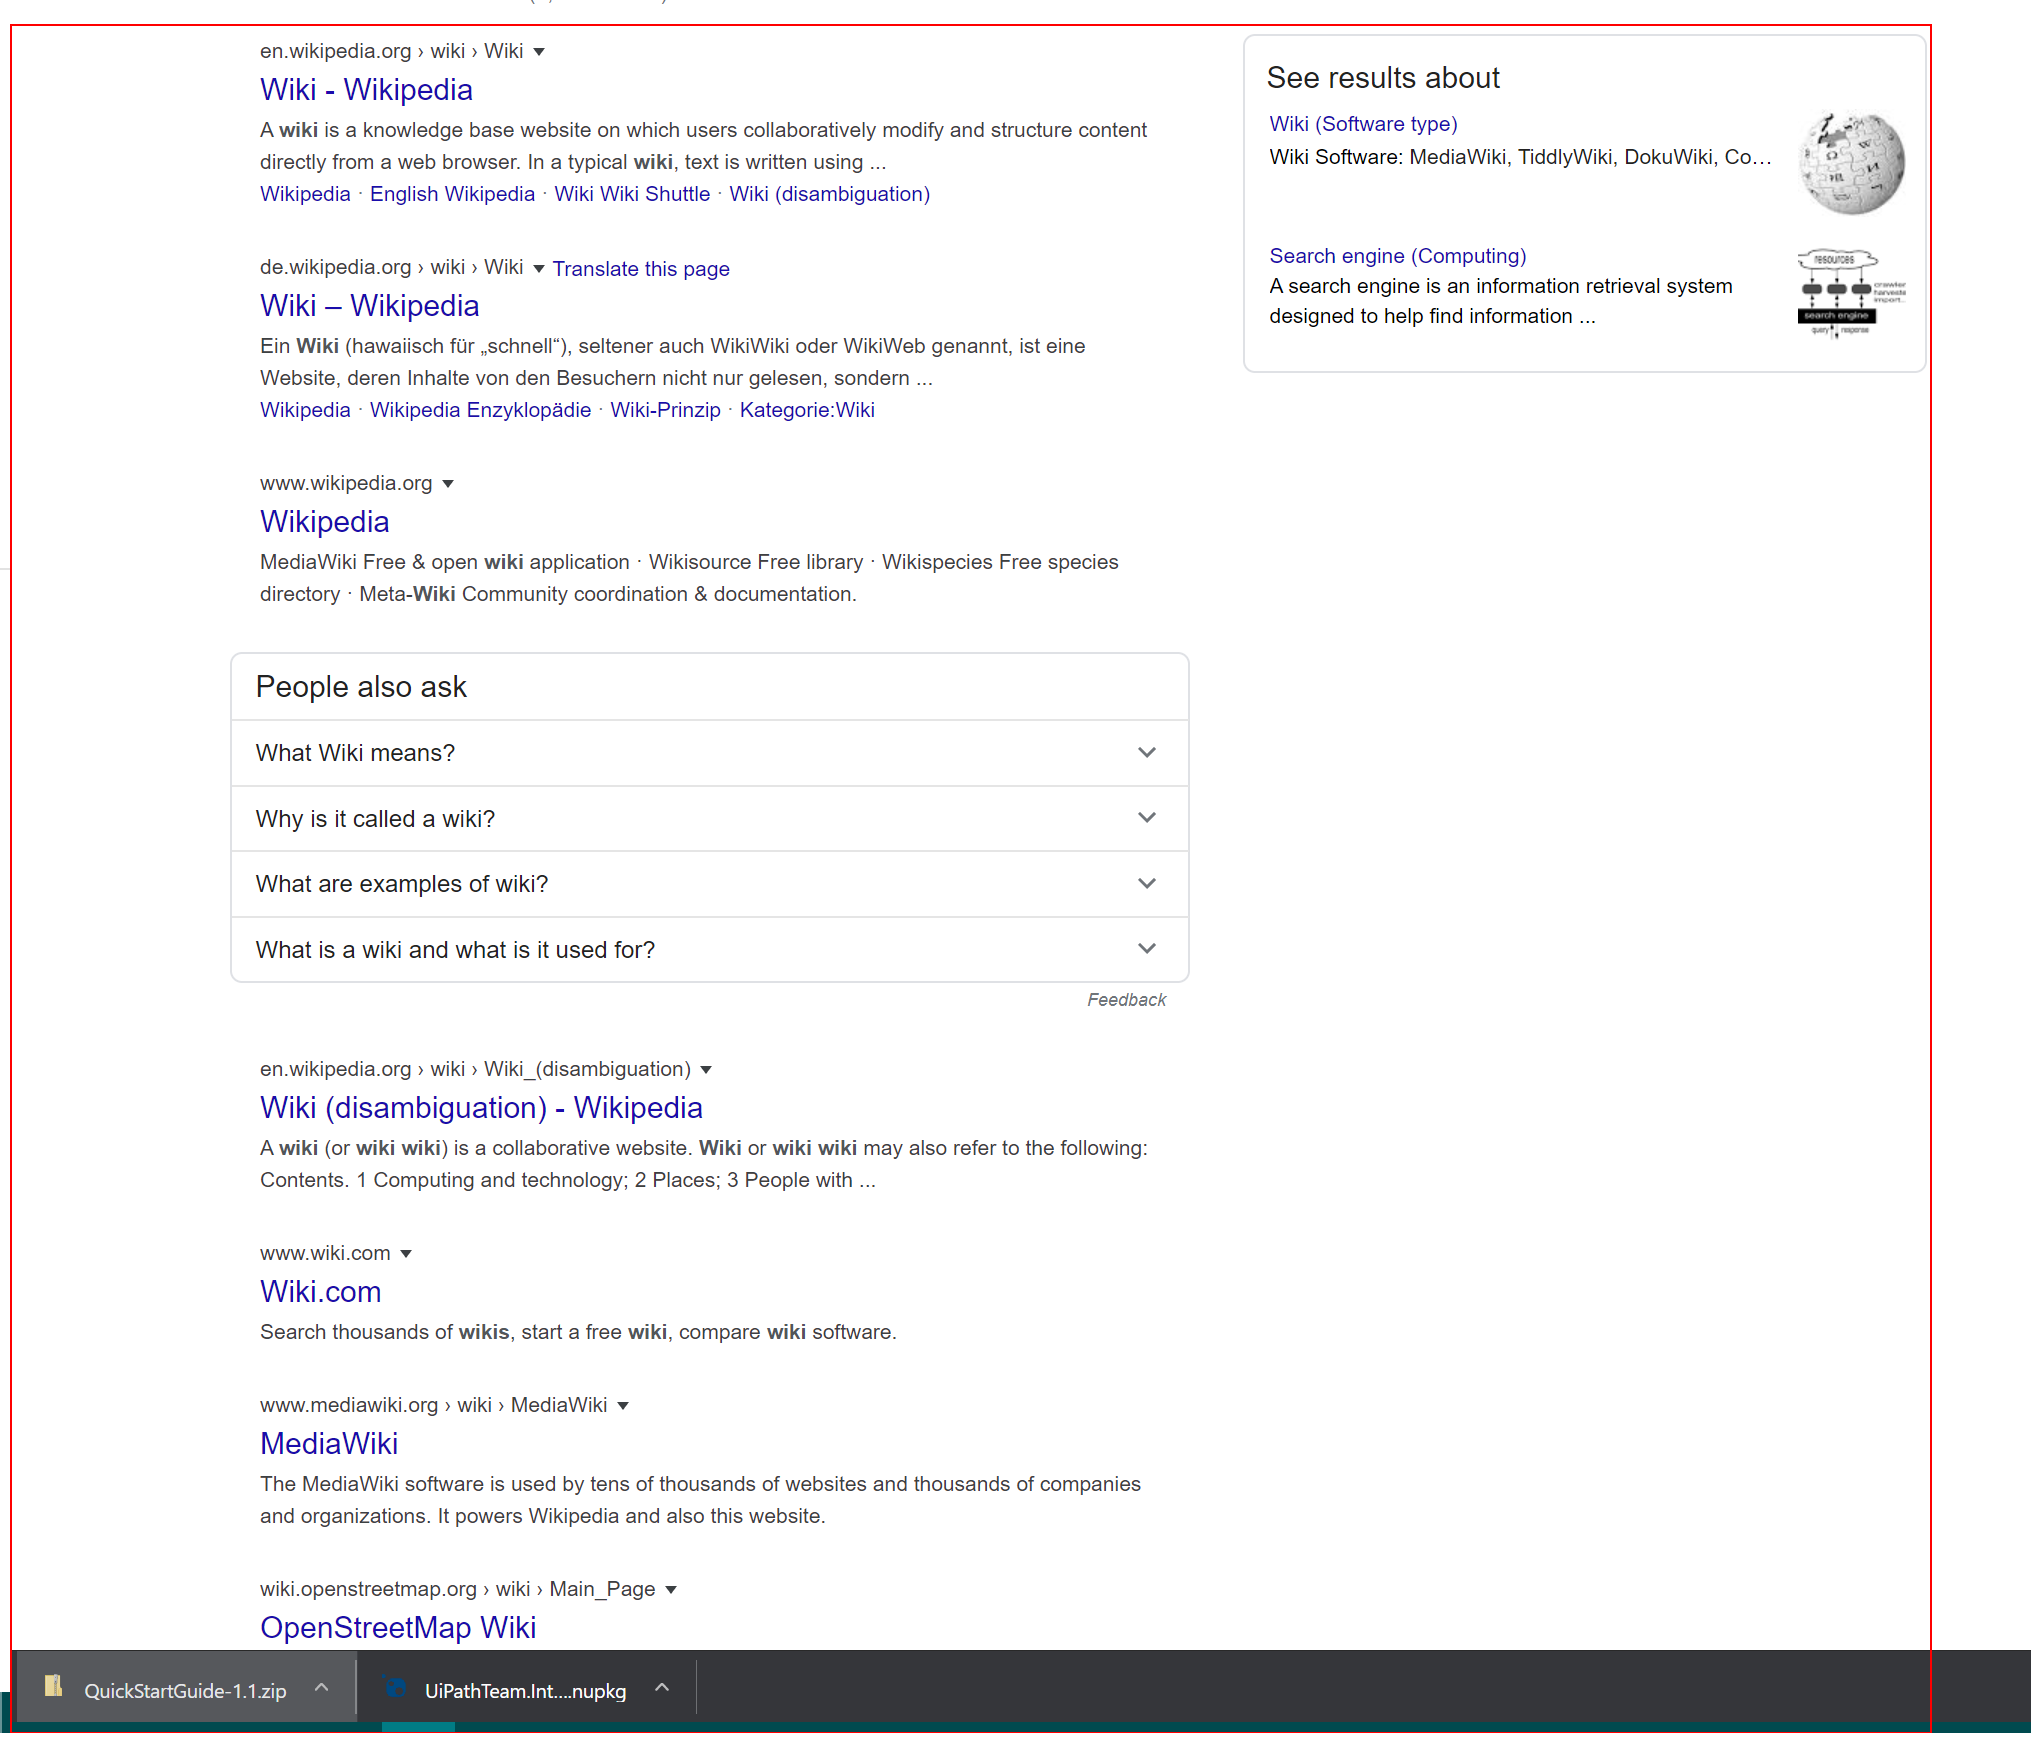 en.wikipedia.org › wiki › Wiki
Wiki - Wikipedia
A wiki is a knowledge base website on which users collaboratively modify and structure content
directly from a web browser. In a typical wiki, text is written using ...
Wikipedia · English Wikipedia · Wiki Wiki Shuttle · Wiki (disambiguation)
de.wikipedia.org › wiki › Wiki Translate this page
Wiki – Wikipedia
Ein Wiki (hawaiisch für „schnell“), seltener auch WikiWiki oder WikiWeb genannt, ist eine
Website, deren Inhalte von den Besuchern nicht nur gelesen, sondern ...
Wikipedia · Wikipedia Enzyklopädie · Wiki-Prinzip · Kategorie:Wiki
www.wikipedia.org
Wikipedia
MediaWiki Free & open wiki application · Wikisource Free library · Wikispecies Free species
directory · Meta-Wiki Community coordination & documentation.
People also ask
What Wiki means?
Why is it called a wiki?
What are examples of wiki?
What is a wiki and what is it used for?
Feedback
en.wikipedia.org › wiki › Wiki_(disambiguation)
Wiki (disambiguation) - Wikipedia
A wiki (or wiki wiki) is a collaborative website. Wiki or wiki wiki may also refer to the following:
Contents. 1 Computing and technology; 2 Places; 3 People with ...
www.wiki.com
Wiki.com
Search thousands of wikis, start a free wiki, compare wiki software.
www.mediawiki.org › wiki › MediaWiki
MediaWiki
The MediaWiki software is used by tens of thousands of websites and thousands of companies
and organizations. It powers Wikipedia and also this website.
wiki.openstreetmap.org › wiki › Main_Page
OpenStreetMap Wiki
See results about
Wiki (Software type)
Wiki Software: MediaWiki, TiddlyWiki, DokuWiki, Co...
Search engine (Computing)
A search engine is an information retrieval system
designed to help find information ...
resources
crawler
harvests
import...
search engine
query response
QuickStartGuide-1.1.zip
UiPathTeam.Int....nupkg